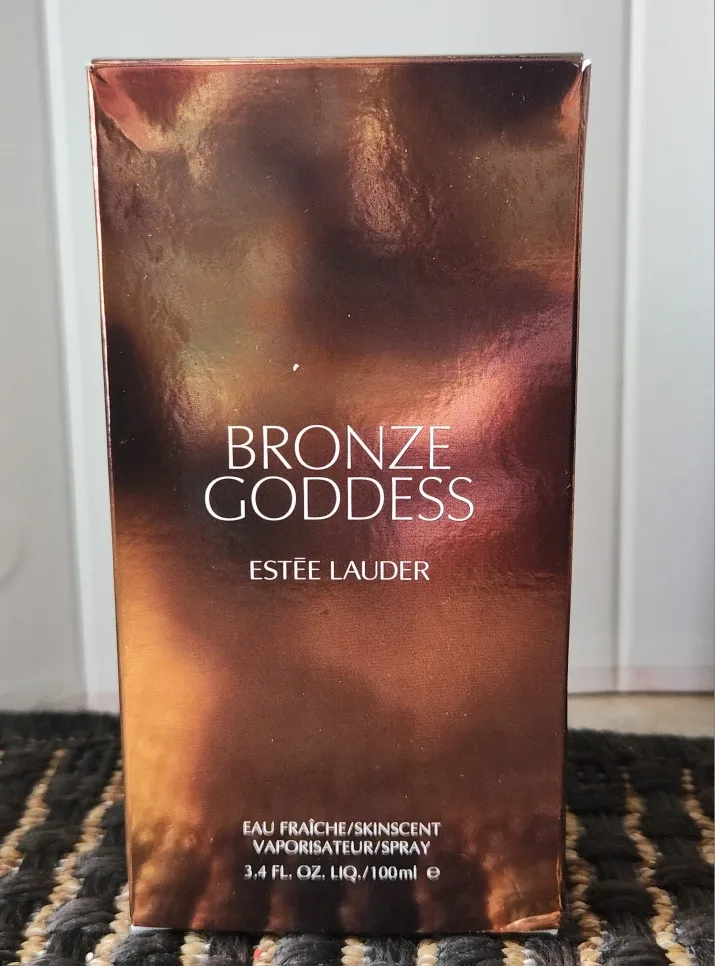 BRONZE
GODDESS
ESTĒE LAUDER
EAU FRAÎCHE/SKINSCENT
VAPORISATEUR/SPRAY
3.4 FL. OZ. LIQ./100ml ℮